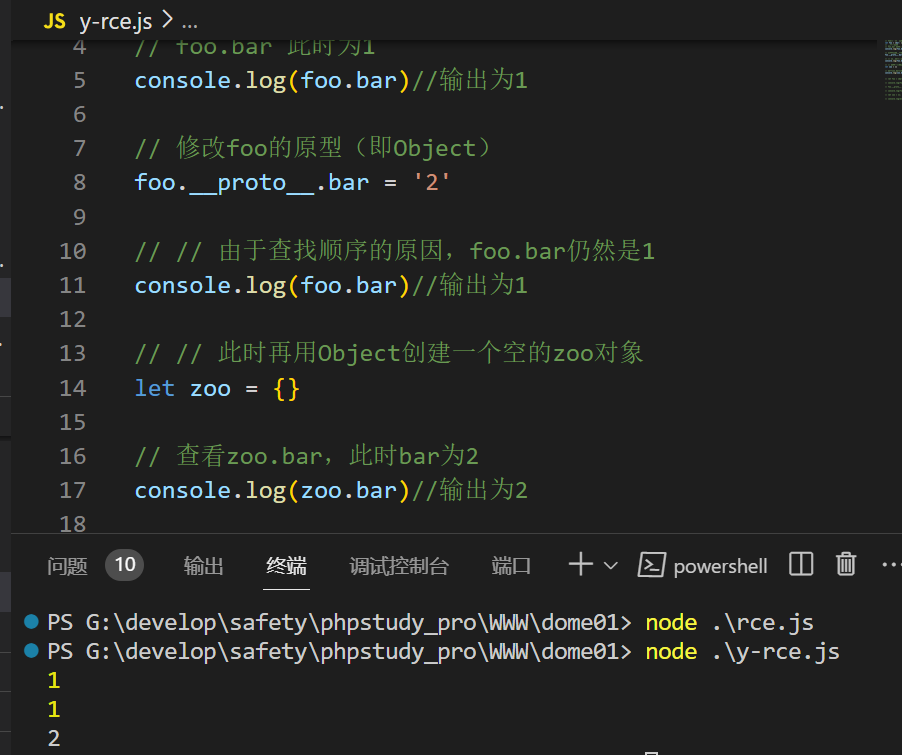 JS y-rce.js > ...
4 // foo.bar 此时为1
5 console.log(foo.bar)//输出为1
6
7 // 修改foo的原型（即Object）
8 foo.__proto__.bar = '2'
9
10 // // 由于查找顺序的原因，foo.bar仍然是1
11 console.log(foo.bar)//输出为1
12
13 // // 此时再用Object创建一个空的zoo对象
14 let zoo = {}
15
16 // 查看zoo.bar，此时bar为2
17 console.log(zoo.bar)//输出为2
18
问题 10 输出 终端 调试控制台 端口 powershell
PS G:\develop\safety\phpstudy_pro\WWW\dome01> node .\rce.js
PS G:\develop\safety\phpstudy_pro\WWW\dome01> node .\y-rce.js
1
1
2